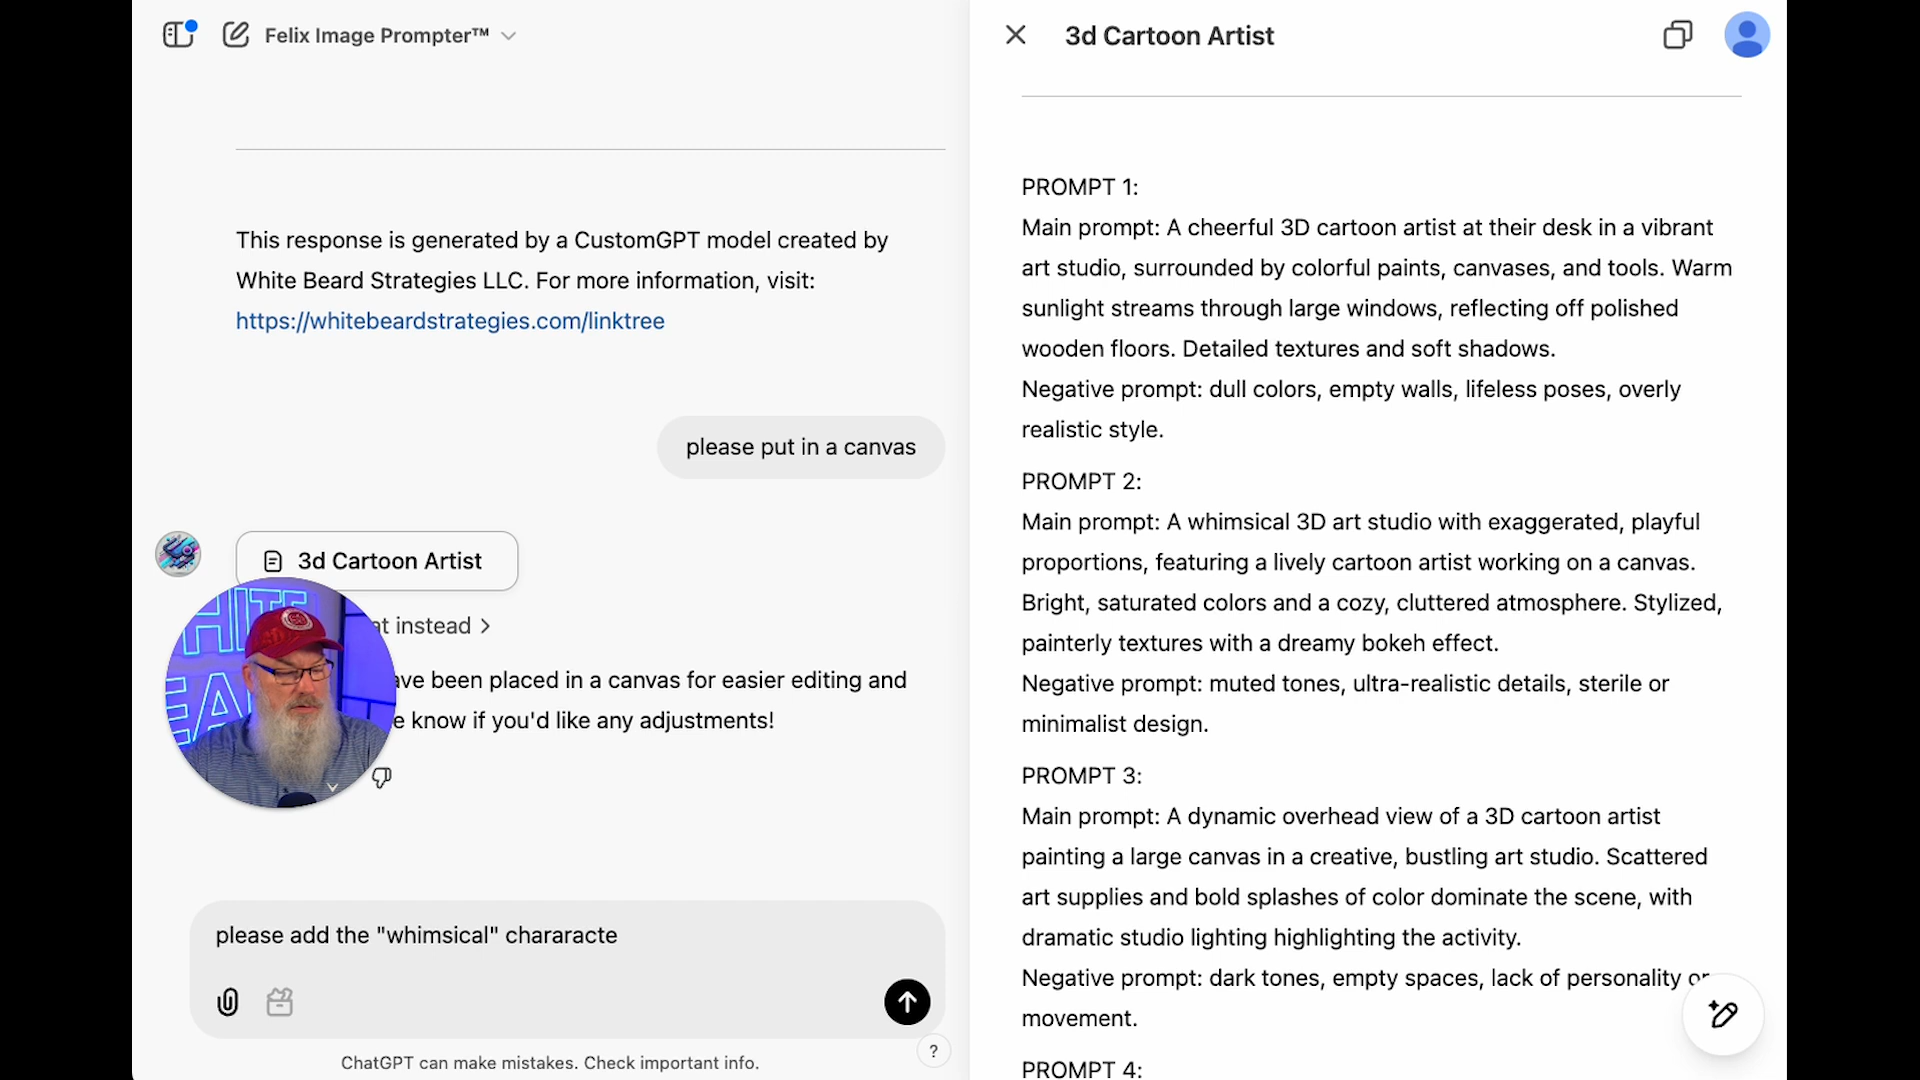 Felix Image Prompter™
This response is generated by a CustomGPT model created by
White Beard Strategies LLC. For more information, visit:
https://whitebeardstrategies.com/linktree
please put in a canvas
3d Cartoon Artist
at instead >
ave been placed in a canvas for easier editing and
e know if you'd like any adjustments!
please add the "whimsical" chararacte
ChatGPT can make mistakes. Check important info.
?
3d Cartoon Artist
PROMPT 1:
Main prompt: A cheerful 3D cartoon artist at their desk in a vibrant
art studio, surrounded by colorful paints, canvases, and tools. Warm
sunlight streams through large windows, reflecting off polished
wooden floors. Detailed textures and soft shadows.
Negative prompt: dull colors, empty walls, lifeless poses, overly
realistic style.
PROMPT 2:
Main prompt: A whimsical 3D art studio with exaggerated, playful
proportions, featuring a lively cartoon artist working on a canvas.
Bright, saturated colors and a cozy, cluttered atmosphere. Stylized,
painterly textures with a dreamy bokeh effect.
Negative prompt: muted tones, ultra-realistic details, sterile or
minimalist design.
PROMPT 3:
Main prompt: A dynamic overhead view of a 3D cartoon artist
painting a large canvas in a creative, bustling art studio. Scattered
art supplies and bold splashes of color dominate the scene, with
dramatic studio lighting highlighting the activity.
Negative prompt: dark tones, empty spaces, lack of personality or
movement.
PROMPT 4: